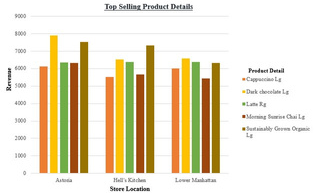 Top Selling Product Details
9000
8000
7000
6000
5000
4000
3000
2000
1000
0
Revenue
Astoria
Hell's Kitchen
Lower Manhattan
Store Location
Product Detail
Cappuccino Lg
Dark chocolate Lg
Latte Rg
Morning Sunrise Chai Lg
Sustainably Grown Organic
Lg